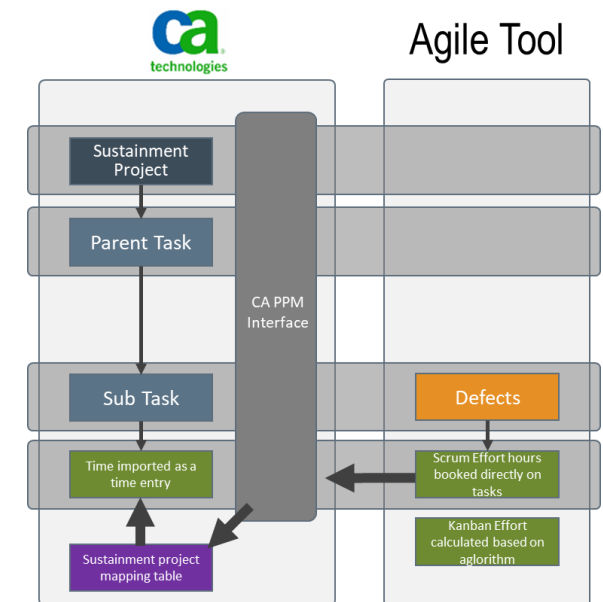 ca
technologies
Agile Tool
Sustainment
Project
Parent Task
CA PPM
Interface
Sub Task
Defects
Time imported as a
time entry
Scrum Effort hours
booked directly on
tasks
Kanban Effort
calculated based on
aglorithm
Sustainment project
mapping table